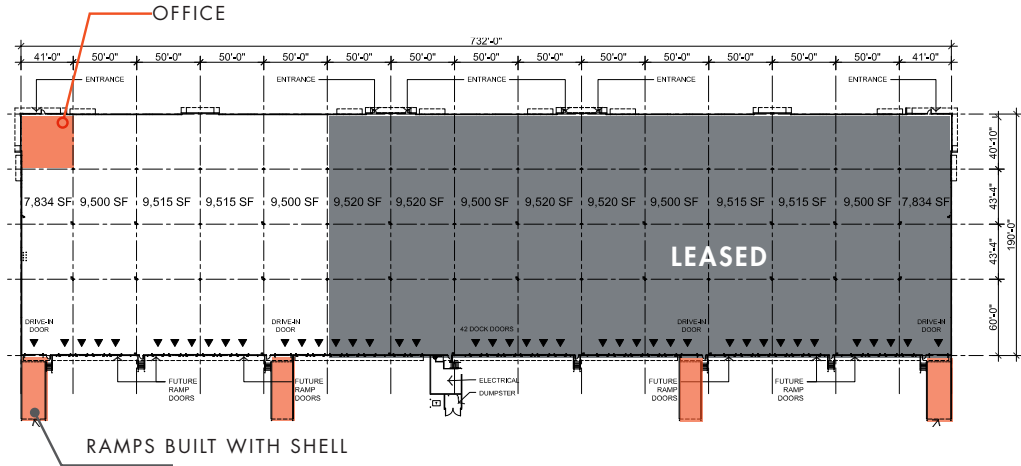 OFFICE
732'-0"
41'-0" 50'-0" 50'-0" 50'-0" 50'-0" 50'-0" 50'-0" 50'-0" 50'-0" 50'-0" 50'-0" 50'-0" 50'-0" 50'-0" 41'-0"
ENTRANCE ENTRANCE ENTRANCE ENTRANCE ENTRANCE
40'-10"
7,834 SF 9,500 SF 9,515 SF 9,515 SF 9,500 SF 9,520 SF 9,520 SF 9,500 SF 9,520 SF 9,520 SF 9,500 SF 9,515 SF 9,515 SF 9,500 SF 7,834 SF
43'-4"
190'-0"
LEASED
43'-4"
60'-0"
DRIVE-IN
DOOR
DRIVE-IN
DOOR
42 DOCK DOORS
DRIVE-IN
DOOR
DRIVE-IN
DOOR
FUTURE
RAMP
DOORS
FUTURE
RAMP
DOORS
ELECTRICAL
DUMPSTER
FUTURE
RAMP
DOORS
FUTURE
RAMP
DOORS
RAMPS BUILT WITH SHELL